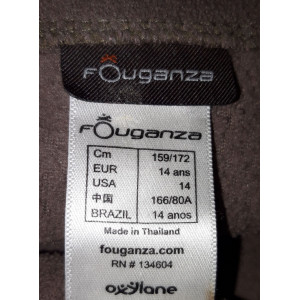 FOuganza
FOuganza
Cm 159/172
EUR 14 ans
USA 14
中国 166/80A
BRAZIL 14 anos
Made in Thailand
fouganza.com
RN # 134604
oxylane